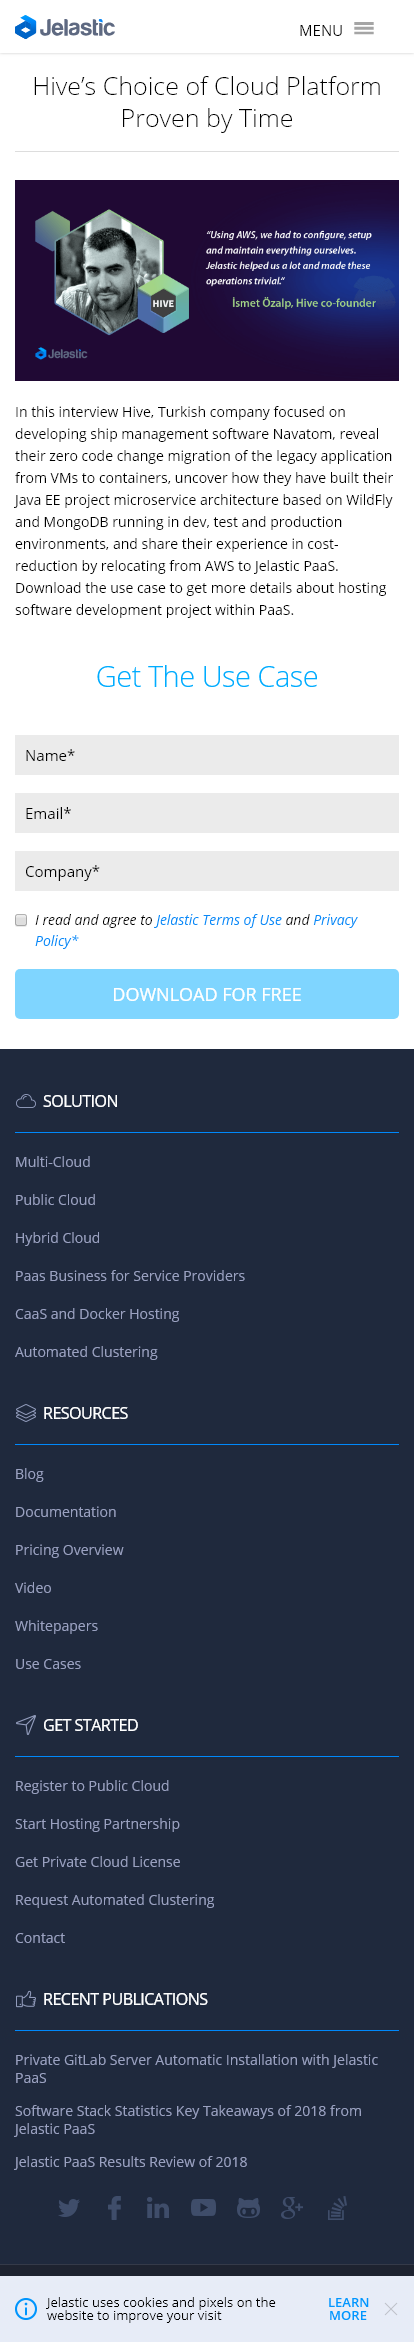 Jelastic
MENU
Hive’s Choice of Cloud Platform
Proven by Time
“Using AWS, we had to configure, setup
and maintain everything ourselves.
Jelastic helped us a lot and made these
operations trivial.”
HIVE
İsmet Özalp, Hive co-founder
Jelastic
In this interview Hive, Turkish company focused on
developing ship management software Navatom, reveal
their zero code change migration of the legacy application
from VMs to containers, uncover how they have built their
Java EE project microservice architecture based on WildFly
and MongoDB running in dev, test and production
environments, and share their experience in cost-
reduction by relocating from AWS to Jelastic PaaS.
Download the use case to get more details about hosting
software development project within PaaS.
Get The Use Case
Name*
Email*
Company*
I read and agree to Jelastic Terms of Use and Privacy
Policy*
DOWNLOAD FOR FREE
SOLUTION
Multi-Cloud
Public Cloud
Hybrid Cloud
Paas Business for Service Providers
CaaS and Docker Hosting
Automated Clustering
RESOURCES
Blog
Documentation
Pricing Overview
Video
Whitepapers
Use Cases
GET STARTED
Register to Public Cloud
Start Hosting Partnership
Get Private Cloud License
Request Automated Clustering
Contact
RECENT PUBLICATIONS
Private GitLab Server Automatic Installation with Jelastic
PaaS
Software Stack Statistics Key Takeaways of 2018 from
Jelastic PaaS
Jelastic PaaS Results Review of 2018
Jelastic uses cookies and pixels on the
website to improve your visit
LEARN
MORE